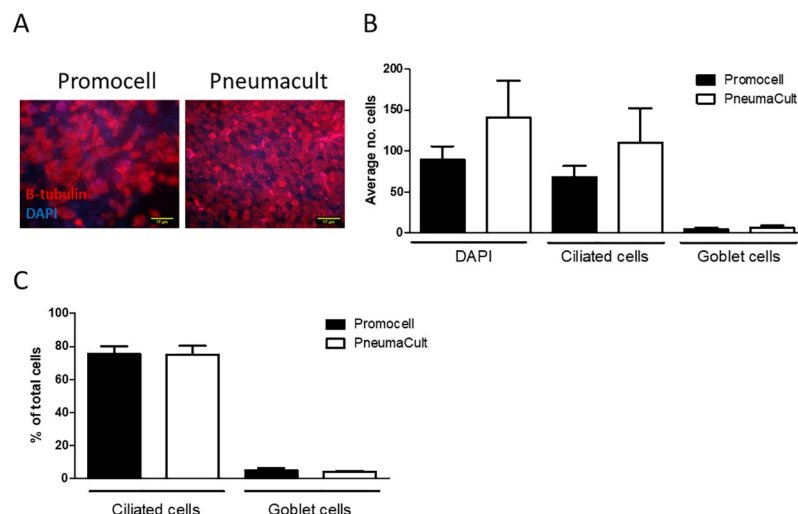 A
Promocell Pneumacult
B-tubulin
DAPI
B
Average no. cells
200
150
100
50
0
Promocell
PneumaCult
DAPI Ciliated cells Goblet cells
C
% of total cells
100
80
60
40
20
0
Promocell
PneumaCult
Ciliated cells Goblet cells